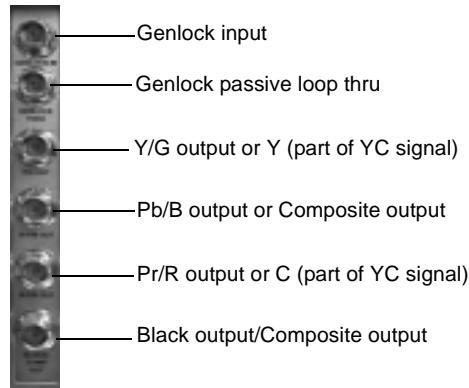 Genlock input
Genlock passive loop thru
Y/G output or Y (part of YC signal)
Pb/B output or Composite output
Pr/R output or C (part of YC signal)
Black output/Composite output